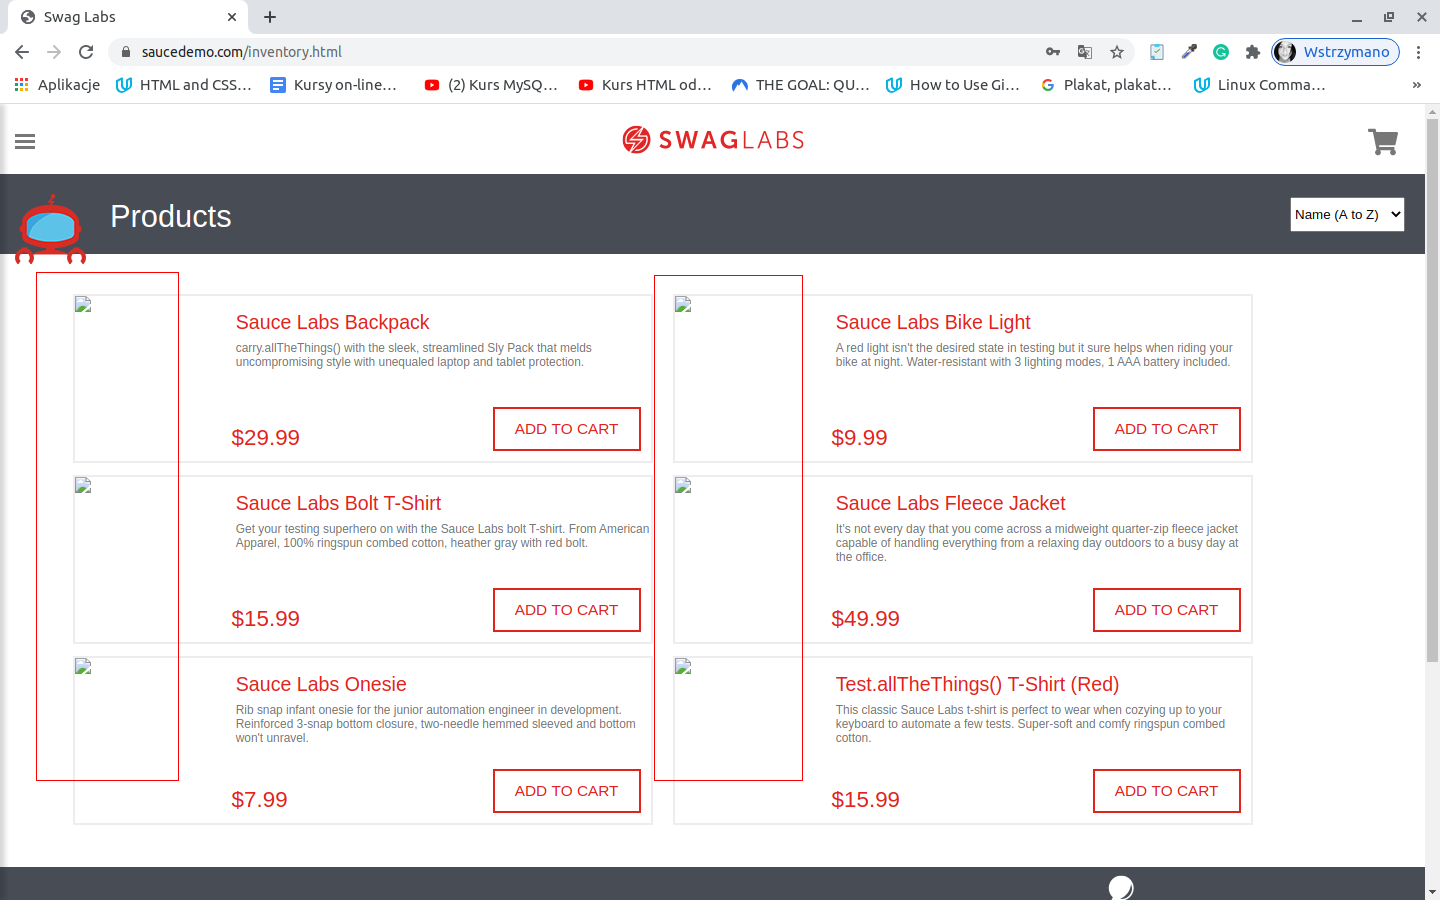 Swag Labs
saucedemo.com/inventory.html
Wstrzymano
Aplikacje
HTML and CSS...
Kursy on-line...
(2) Kurs MySQ...
Kurs HTML od...
THE GOAL: QU...
How to Use Gi...
Plakat, plakat...
Linux Comma...
SWAGLABS
Products
Name (A to Z)
Sauce Labs Backpack
carry.allTheThings() with the sleek, streamlined Sly Pack that melds
uncompromising style with unequaled laptop and tablet protection.
$29.99
ADD TO CART
Sauce Labs Bike Light
A red light isn't the desired state in testing but it sure helps when riding your
bike at night. Water-resistant with 3 lighting modes, 1 AAA battery included.
$9.99
ADD TO CART
Sauce Labs Bolt T-Shirt
Get your testing superhero on with the Sauce Labs bolt T-shirt. From American
Apparel, 100% ringspun combed cotton, heather gray with red bolt.
$15.99
ADD TO CART
Sauce Labs Fleece Jacket
It's not every day that you come across a midweight quarter-zip fleece jacket
capable of handling everything from a relaxing day outdoors to a busy day at
the office.
$49.99
ADD TO CART
Sauce Labs Onesie
Rib snap infant onesie for the junior automation engineer in development.
Reinforced 3-snap bottom closure, two-needle hemmed sleeved and bottom
won't unravel.
$7.99
ADD TO CART
Test.allTheThings() T-Shirt (Red)
This classic Sauce Labs t-shirt is perfect to wear when cozying up to your
keyboard to automate a few tests. Super-soft and comfy ringspun combed
cotton.
$15.99
ADD TO CART